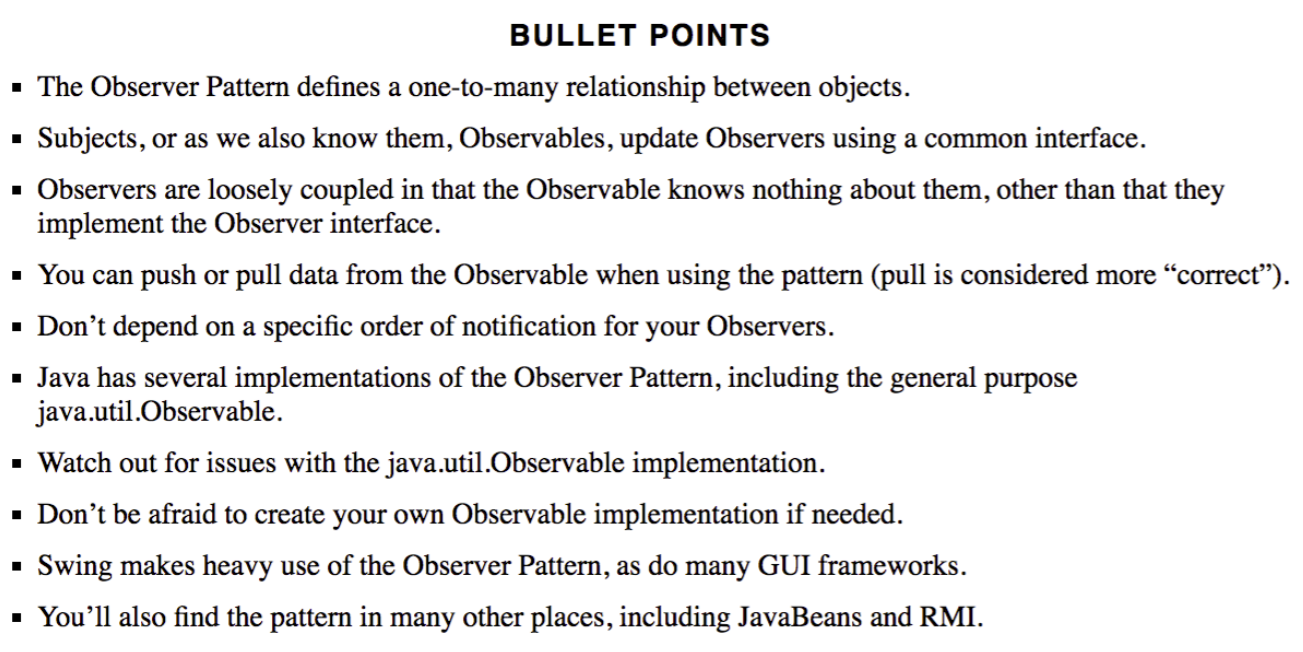 BULLET POINTS
▪ The Observer Pattern defines a one-to-many relationship between objects.
▪ Subjects, or as we also know them, Observables, update Observers using a common interface.
▪ Observers are loosely coupled in that the Observable knows nothing about them, other than that they
implement the Observer interface.
▪ You can push or pull data from the Observable when using the pattern (pull is considered more “correct”).
▪ Don’t depend on a specific order of notification for your Observers.
▪ Java has several implementations of the Observer Pattern, including the general purpose
java.util.Observable.
▪ Watch out for issues with the java.util.Observable implementation.
▪ Don’t be afraid to create your own Observable implementation if needed.
▪ Swing makes heavy use of the Observer Pattern, as do many GUI frameworks.
▪ You’ll also find the pattern in many other places, including JavaBeans and RMI.